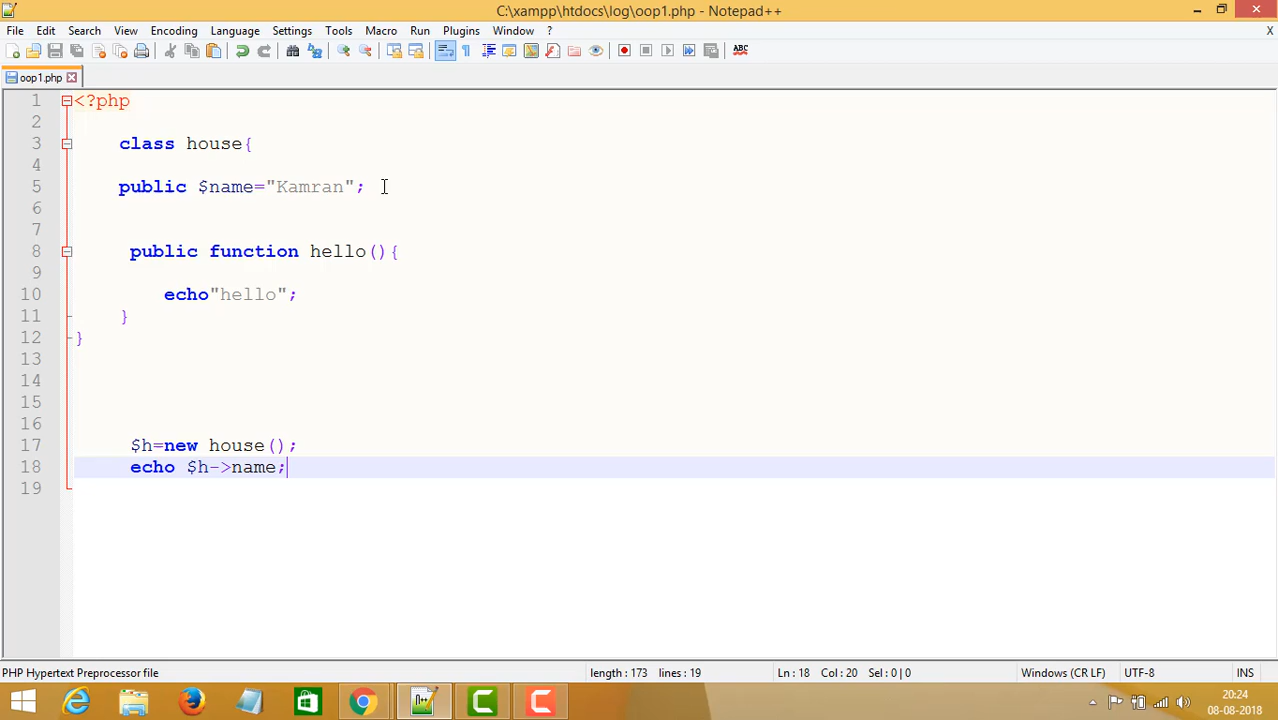 C:\xampp\htdocs\log\oop1.php - Notepad++
File Edit Search View Encoding Language Settings Tools Macro Run Plugins Window ? X
ABC
oop1.php
1 <?php
2
3 class house{
4
5 public $name="Kamran";
6
7
8 public function hello(){
9
10 echo"hello";
11 }
12 }
13
14
15
16
17 $h=new house();
18 echo $h->name;
19
PHP Hypertext Preprocessor file length : 173 lines : 19 Ln : 18 Col : 20 Sel : 0 | 0 Windows (CR LF) UTF-8 INS
20:24
08-08-2018